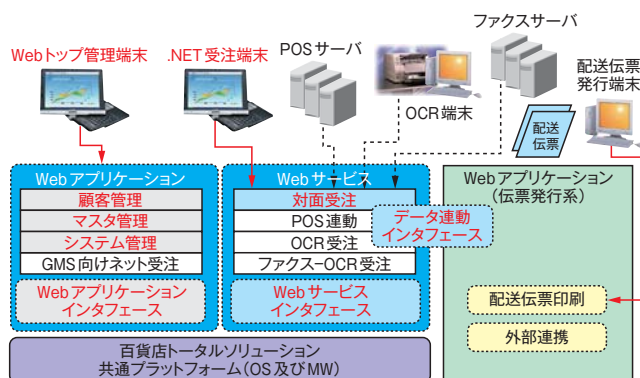 Webトップ管理端末
.NET受注端末
POSサーバ
OCR端末
ファクスサーバ
配送伝票
発行端末
配送
伝票
Webアプリケーション
顧客管理
マスタ管理
システム管理
GMS向けネット受注
Webアプリケーション
インタフェース
Webサービス
対面受注
POS連動
OCR受注
ファクス−OCR受注
Webサービス
インタフェース
データ連動
インタフェース
Webアプリケーション
(伝票発行系)
配送伝票印刷
外部連携
百貨店トータルソリューション
共通プラットフォーム(OS及びMW)